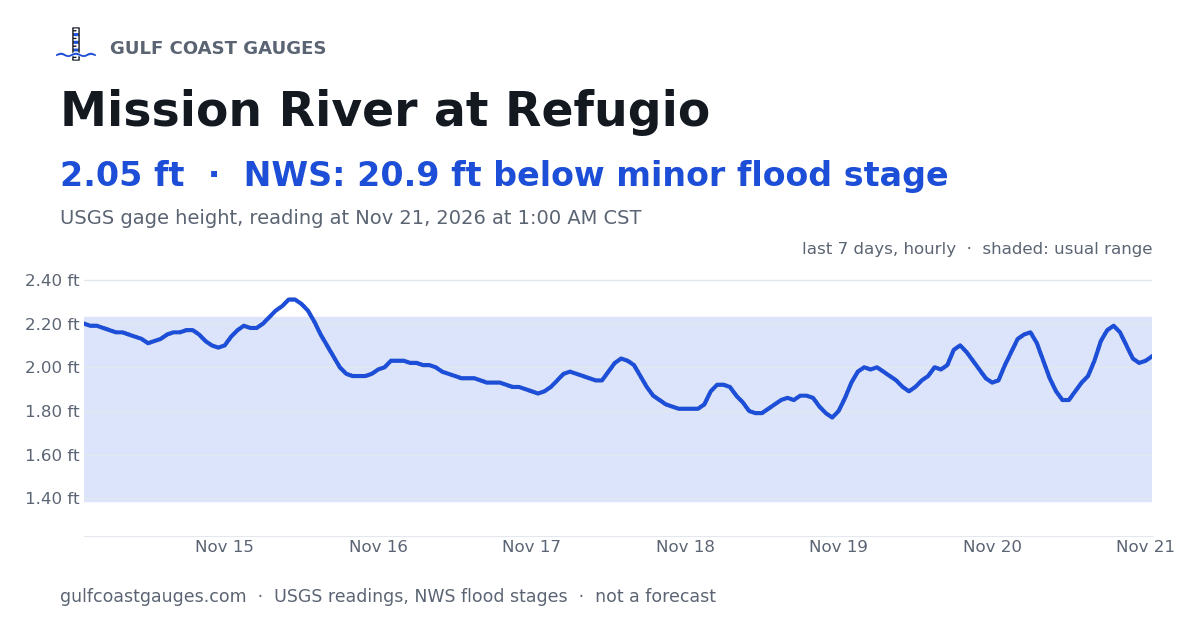 GULF COAST GAUGES
Mission River at Refugio
2.05 ft · NWS: 20.9 ft below minor flood stage
USGS gage height, reading at Nov 21, 2026 at 1:00 AM CST
last 7 days, hourly · shaded: usual range
2.40 ft
2.20 ft
2.00 ft
1.80 ft
1.60 ft
1.40 ft
Nov 15 Nov 16 Nov 17 Nov 18 Nov 19 Nov 20 Nov 21
gulfcoastgauges.com · USGS readings, NWS flood stages · not a forecast